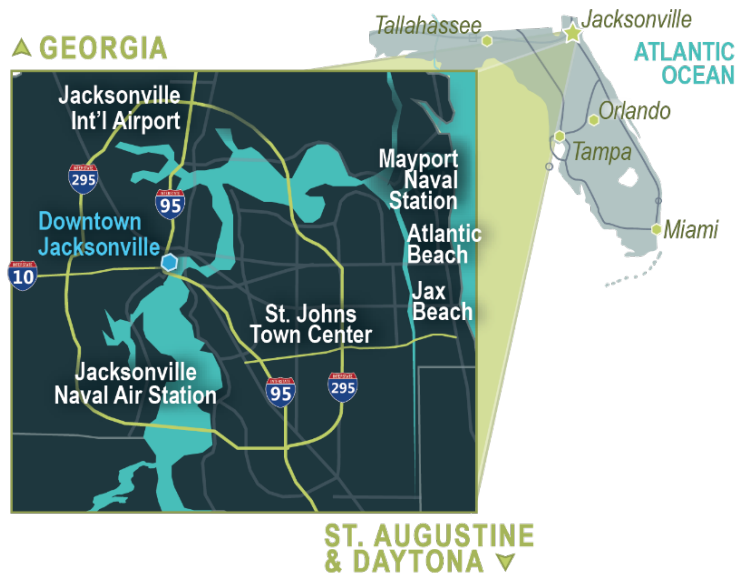 GEORGIA
Tallahassee
Jacksonville
ATLANTIC
OCEAN
Orlando
Tampa
Miami
Jacksonville
Int'l Airport
295
95
Mayport
Naval
Station
Downtown
Jacksonville
Atlantic
Beach
10
Jax
Beach
St. Johns
Town Center
Jacksonville
Naval Air Station
95
295
ST. AUGUSTINE
& DAYTONA